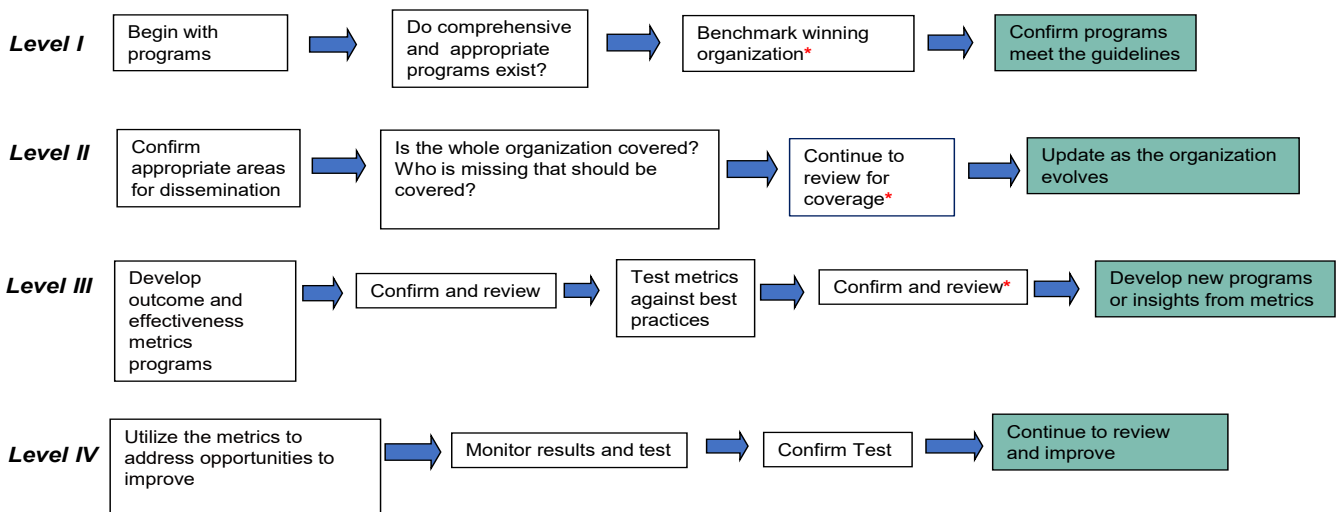 Level I
Begin with
programs
Do comprehensive
and appropriate
programs exist?
Benchmark winning
organization*
Confirm programs
meet the guidelines
Level II
Confirm
appropriate areas
for dissemination
Is the whole organization covered?
Who is missing that should be
covered?
Continue to
review for
coverage*
Update as the organization
evolves
Level III
Develop
outcome and
effectiveness
metrics
programs
Confirm and review
Test metrics
against best
practices
Confirm and review*
Develop new programs
or insights from metrics
Level IV
Utilize the metrics to
address opportunities to
improve
Monitor results and test
Confirm Test
Continue to review
and improve